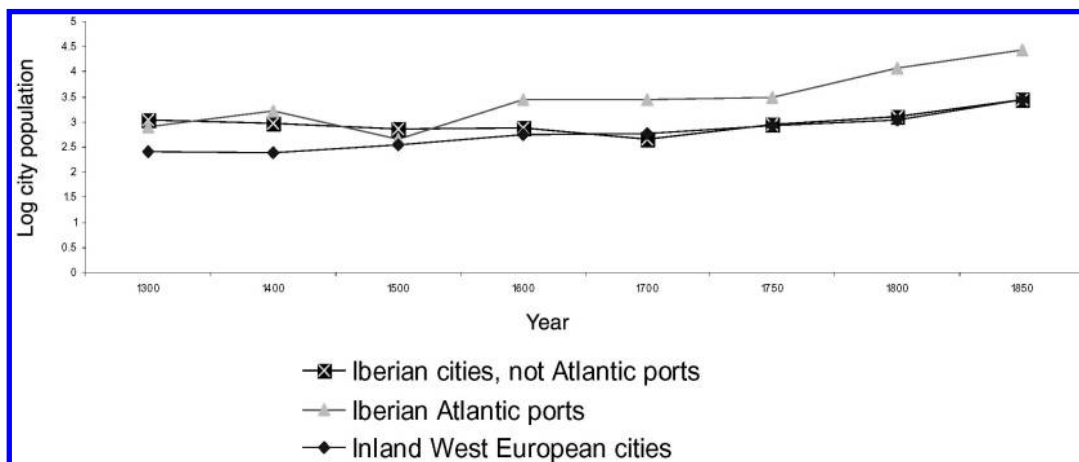 5
4.5
4
3.5
3
2.5
2
1.5
1
0.5
0
Log city population
1300 1400 1500 1600 1700 1750 1800 1850
Year
Iberian cities, not Atlantic ports
Iberian Atlantic ports
Inland West European cities